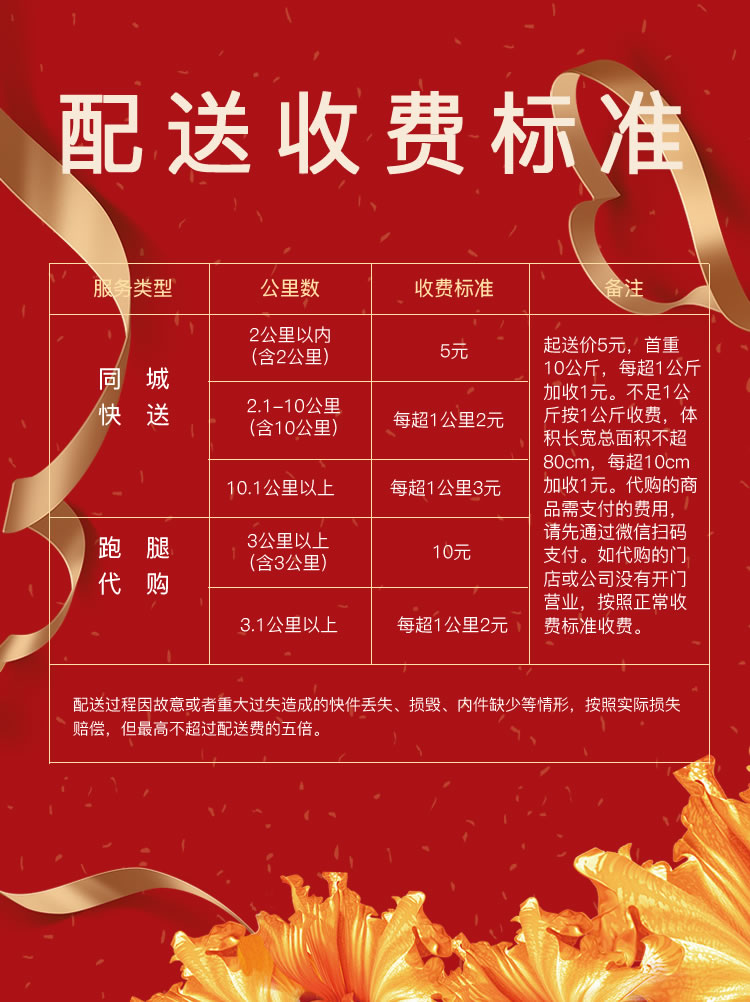 配送收费标准
服务类型 公里数 收费标准 备注
同城
快送
2公里以内
(含2公里)
5元
2.1-10公里
(含10公里)
每超1公里2元
10.1公里以上
每超1公里3元
跑腿
代购
3公里以上
(含3公里)
10元
3.1公里以上
每超1公里2元
起送价5元，首重
10公斤，每超1公斤
加收1元。不足1公
斤按1公斤收费，体
积长宽总面积不超
80cm，每超10cm
加收1元。代购的商
品需支付的费用，
请先通过微信扫码
支付。如代购的门
店或公司没有开门
营业，按照正常收
费标准收费。
配送过程因故意或者重大过失造成的快件丢失、损毁、内件缺少等情形，按照实际损失
赔偿，但最高不超过配送费的五倍。